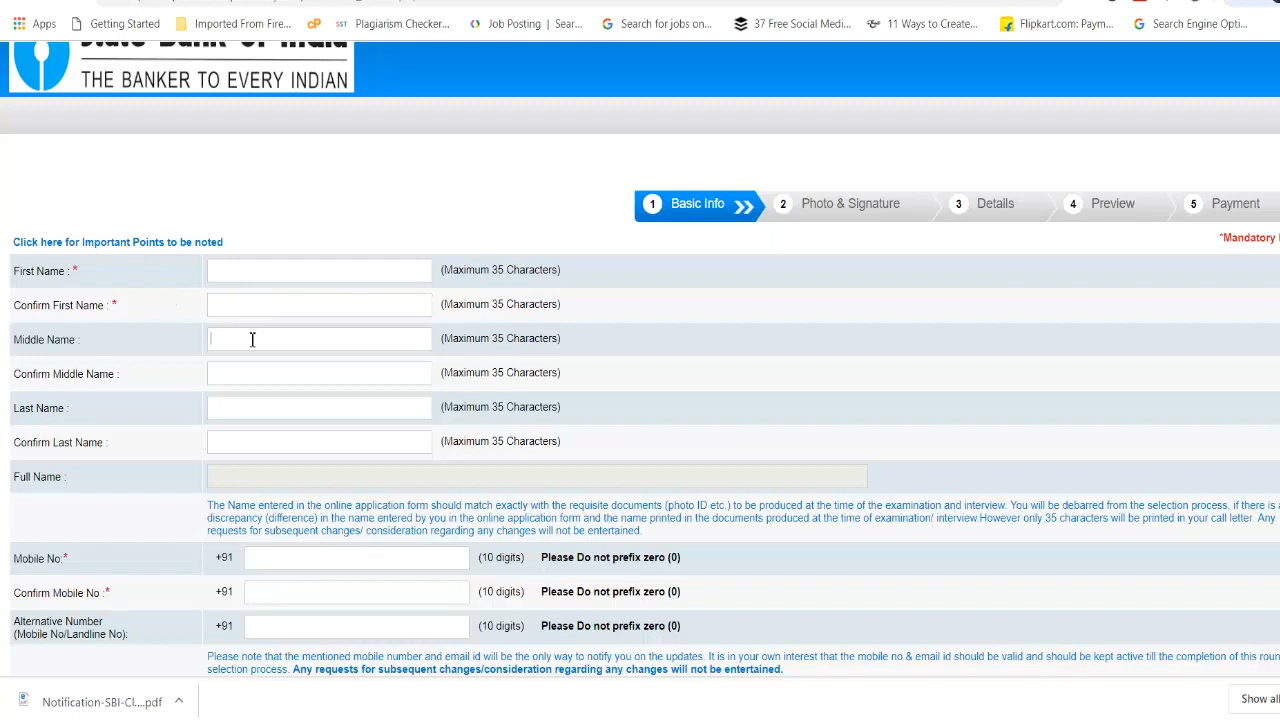 Apps
Getting Started
Imported From Fire...
cP
SST
Plagiarism Checker...
Job Posting | Sear...
Search for jobs on...
37 Free Social Medi...
11 Ways to Create...
Flipkart.com: Paym...
Search Engine Opti...
State Bank of India
THE BANKER TO EVERY INDIAN
1 Basic Info
2 Photo & Signature
3 Details
4 Preview
5 Payment
Click here for Important Points to be noted
*Mandatory
First Name : * (Maximum 35 Characters)
Confirm First Name : * (Maximum 35 Characters)
Middle Name : (Maximum 35 Characters)
Confirm Middle Name : (Maximum 35 Characters)
Last Name : (Maximum 35 Characters)
Confirm Last Name : (Maximum 35 Characters)
Full Name :
The Name entered in the online application form should match exactly with the requisite documents (photo ID etc.) to be produced at the time of the examination and interview. You will be debarred from the selection process, if there is
discrepancy (difference) in the name entered by you in the online application form and the name printed in the documents produced at the time of examination/ interview.However only 35 characters will be printed in your call letter. Any
requests for subsequent changes/ consideration regarding any changes will not be entertained.
Mobile No:* +91 (10 digits) Please Do not prefix zero (0)
Confirm Mobile No :* +91 (10 digits) Please Do not prefix zero (0)
Alternative Number
(Mobile No/Landline No): +91 (10 digits) Please Do not prefix zero (0)
Please note that the mentioned mobile number and email id will be the only way to notify you on the updates. It is in your own interest that the mobile no & email id should be valid and should be kept active till the completion of this
selection process. Any requests for subsequent changes/consideration regarding any changes will not be entertained.
Notification-SBI-Cl....pdf
Show all